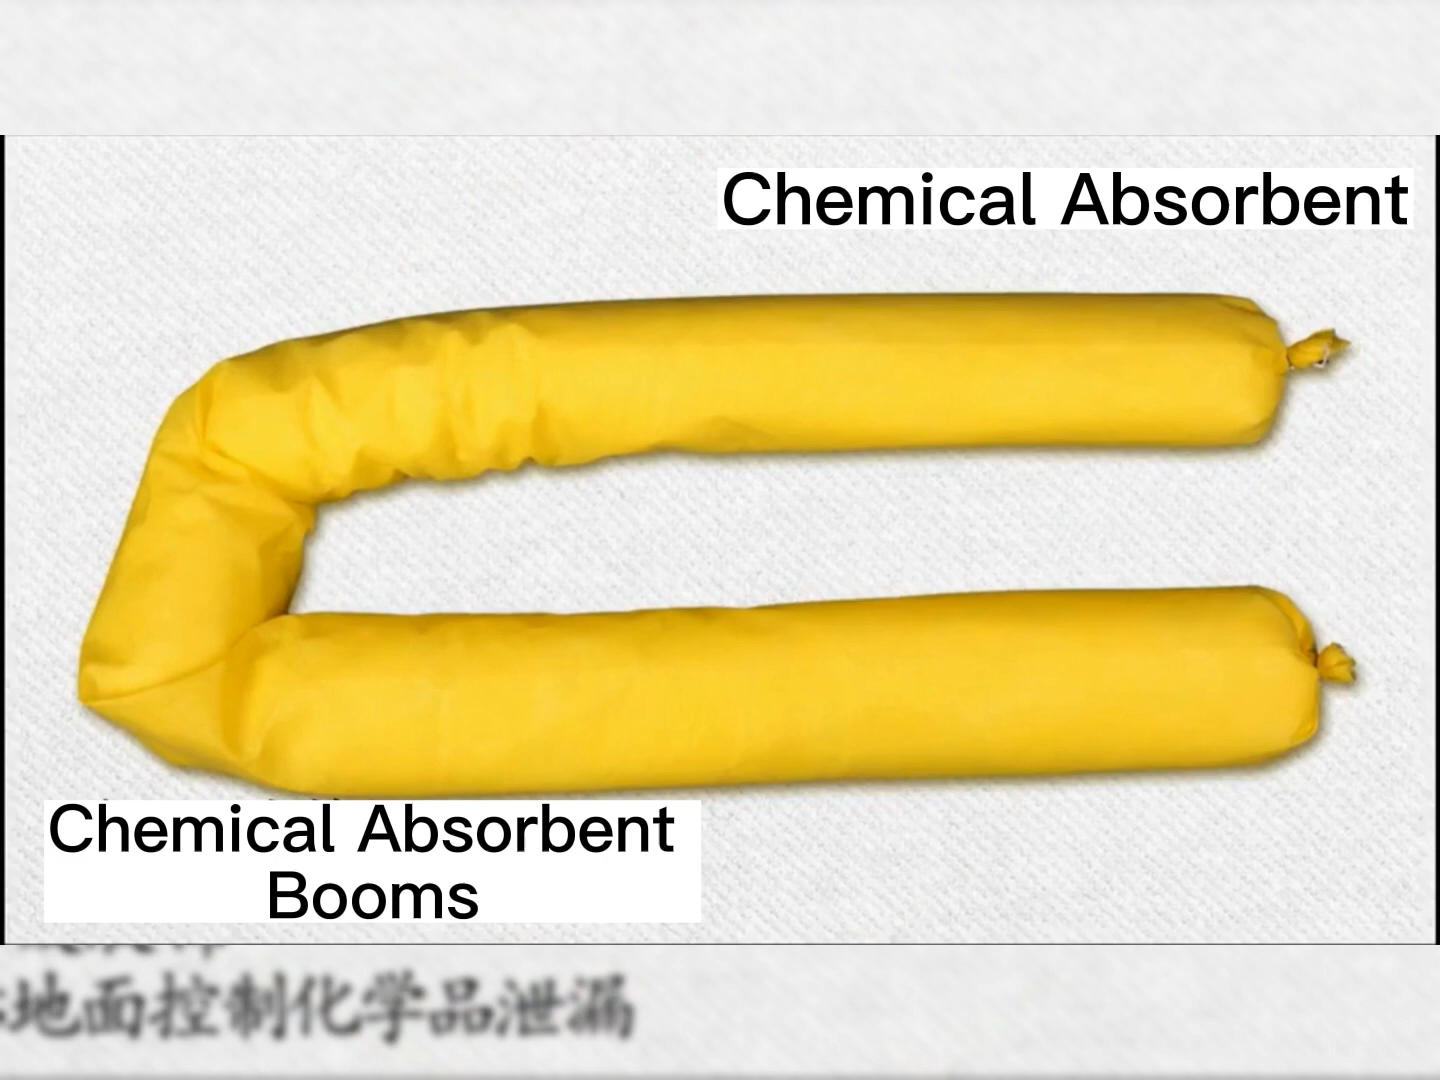 Chemical Absorbent
Chemical Absorbent
Booms
地面控制化学品泄漏